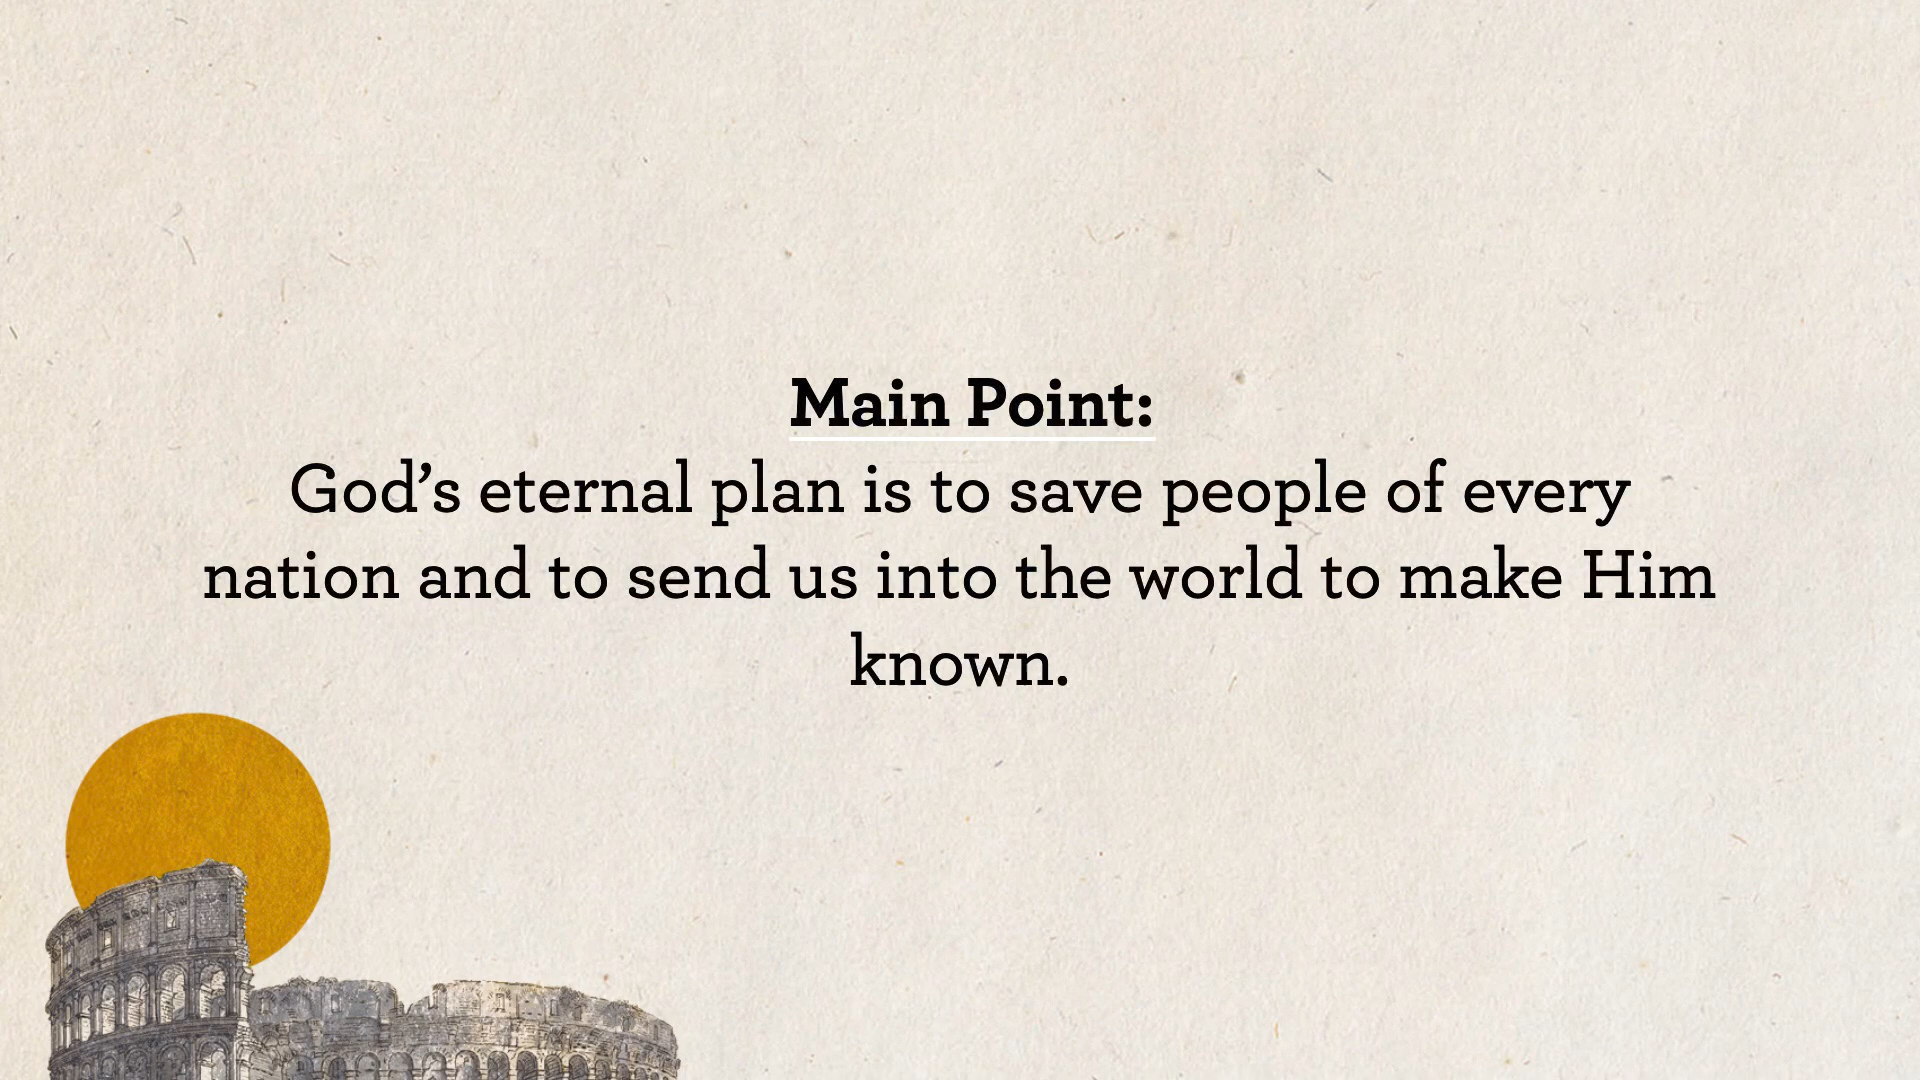 Main Point:
God’s eternal plan is to save people of every
nation and to send us into the world to make Him
known.